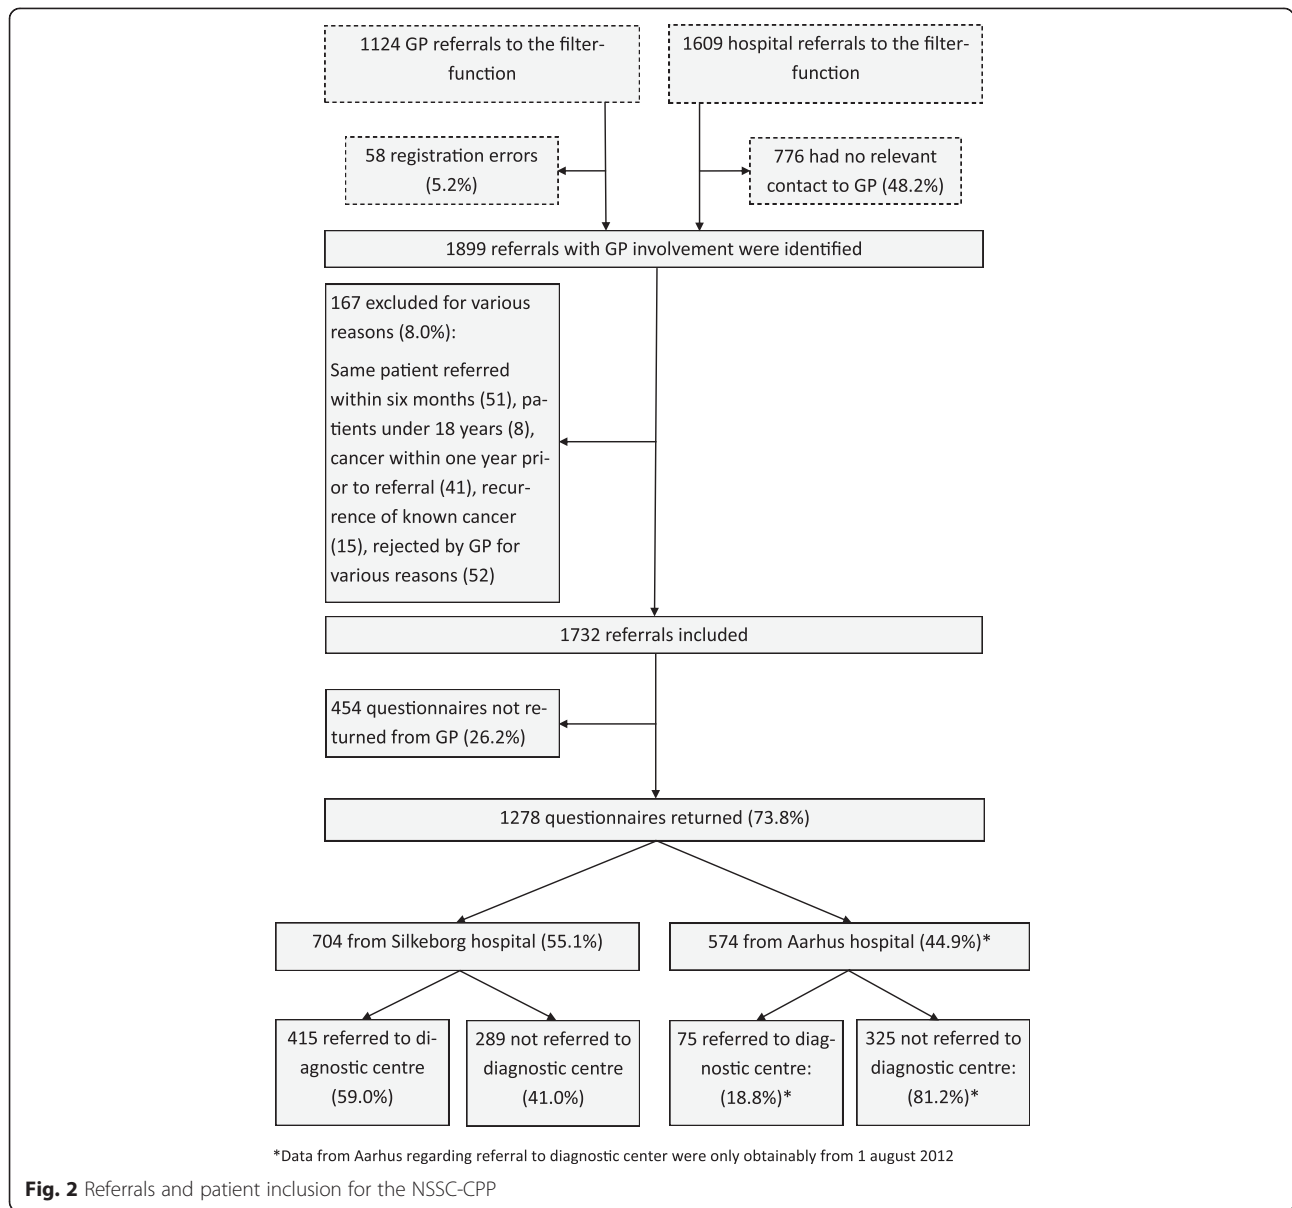 1124 GP referrals to the filter-
function
1609 hospital referrals to the filter-
function
58 registration errors
(5.2%)
776 had no relevant
contact to GP (48.2%)
1899 referrals with GP involvement were identified
167 excluded for various
reasons (8.0%):
Same patient referred
within six months (51), pa-
tients under 18 years (8),
cancer within one year pri-
or to referral (41), recur-
rence of known cancer
(15), rejected by GP for
various reasons (52)
1732 referrals included
454 questionnaires not re-
turned from GP (26.2%)
1278 questionnaires returned (73.8%)
704 from Silkeborg hospital (55.1%)
574 from Aarhus hospital (44.9%)*
415 referred to di-
agnostic centre
(59.0%)
289 not referred to
diagnostic centre
(41.0%)
75 referred to diag-
nostic centre:
(18.8%)*
325 not referred to
diagnostic centre:
(81.2%)*
*Data from Aarhus regarding referral to diagnostic center were only obtainably from 1 august 2012
Fig. 2 Referrals and patient inclusion for the NSSC-CPP